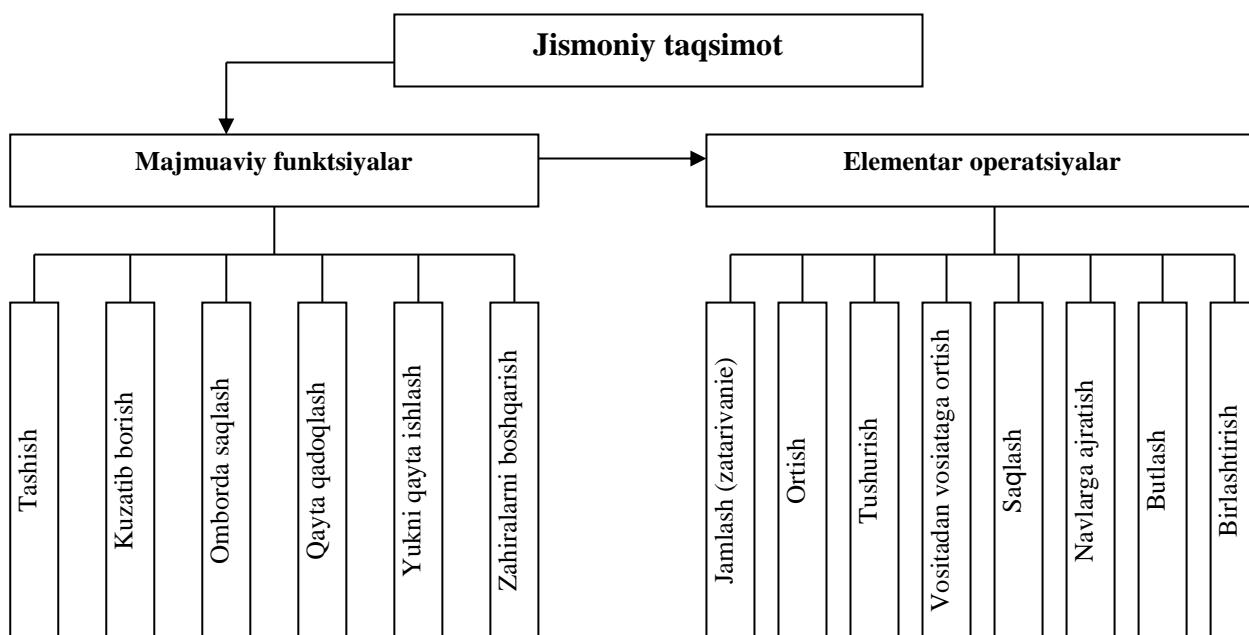 Jismoniy taqsimot
Majmuaviy funktsiyalar
Elementar operatsiyalar
Tashish
Kuzatib borish
Omborda saqlash
Qayta qadoqlash
Yukni qayta ishlash
Zahiralarni boshqarish
Jamlash (zatarivanie)
Ortish
Tushurish
Vositadan vosiataga ortish
Saqlash
Navlarga ajratish
Butlash
Birlashtirish